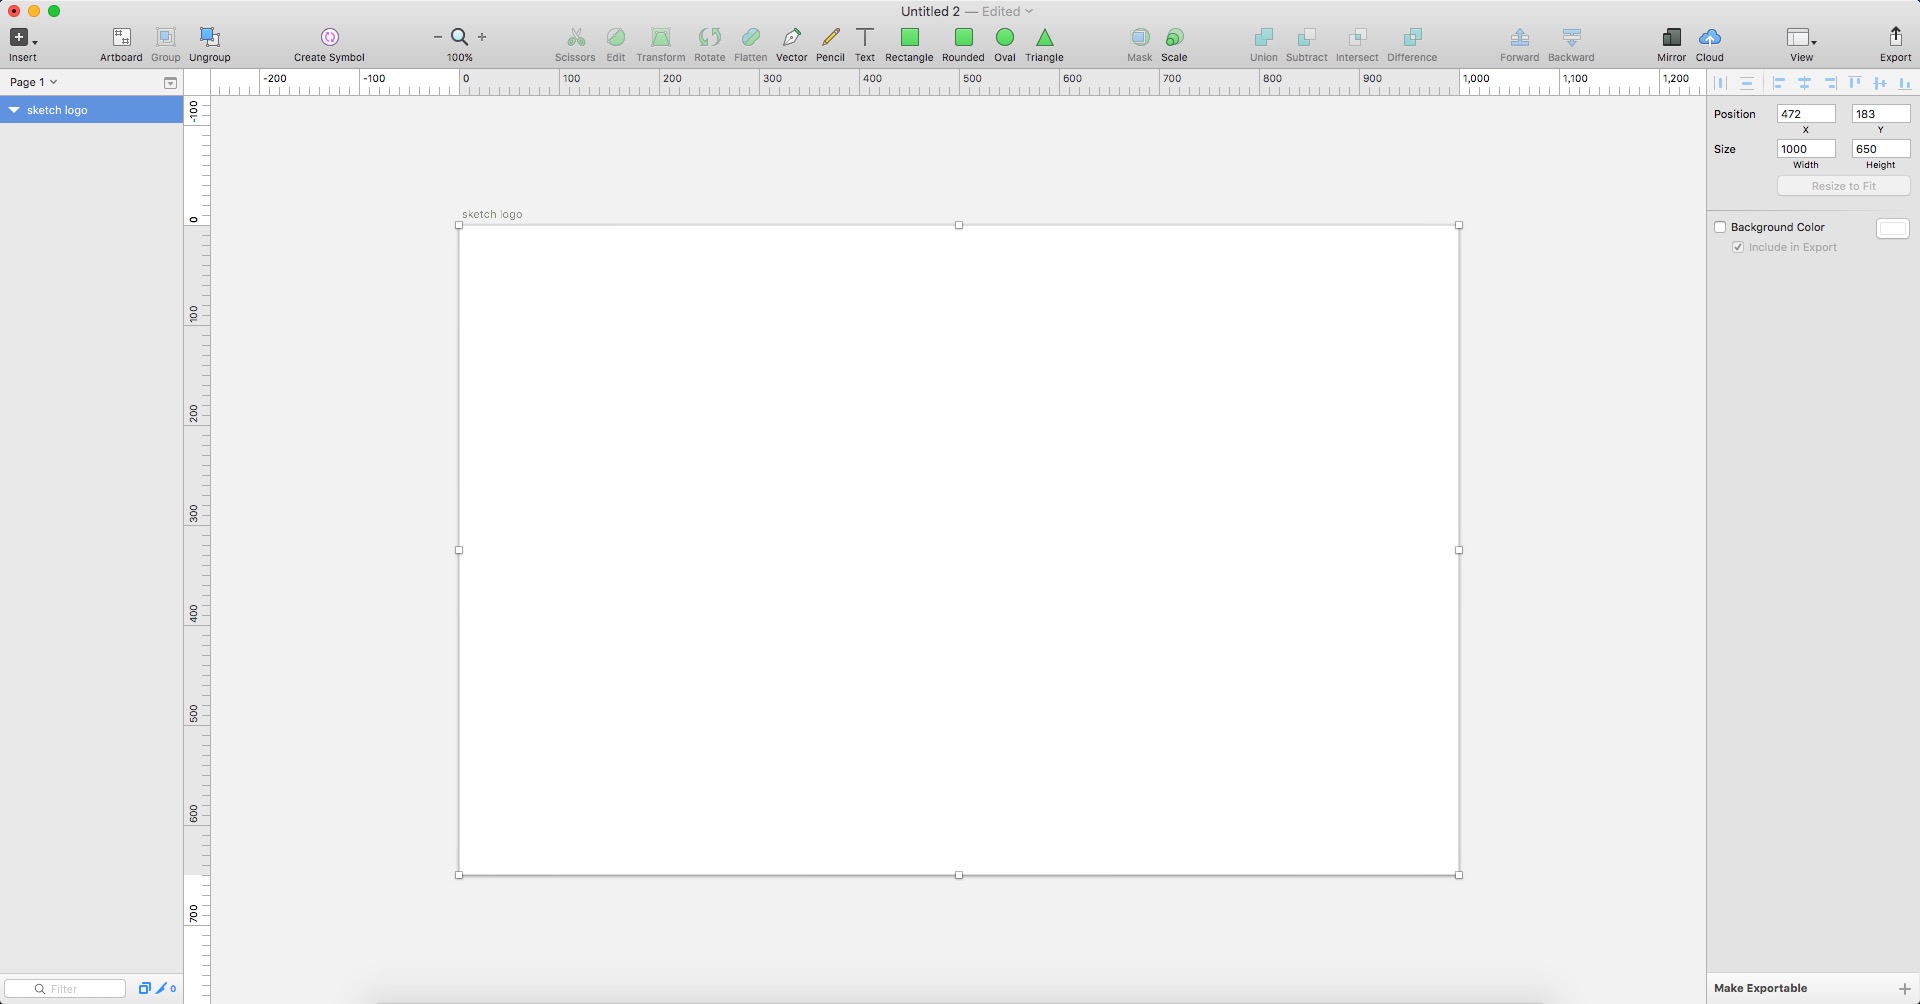 Untitled 2 — Edited
Insert
Artboard
Group
Ungroup
Create Symbol
100%
Scissors
Edit
Transform
Rotate
Flatten
Vector
Pencil
Text
Rectangle
Rounded
Oval
Triangle
Mask
Scale
Union
Subtract
Intersect
Difference
Forward
Backward
Mirror
Cloud
View
Export
Page 1
-200 -100 0 100 200 300 400 500 600 700 800 900 1,000 1,100 1,200
sketch logo
-100
0
100
200
300
400
500
600
700
sketch logo
Position 472 183
X Y
Size 1000 650
Width Height
Resize to Fit
Background Color
Include in Export
Filter
0
Make Exportable